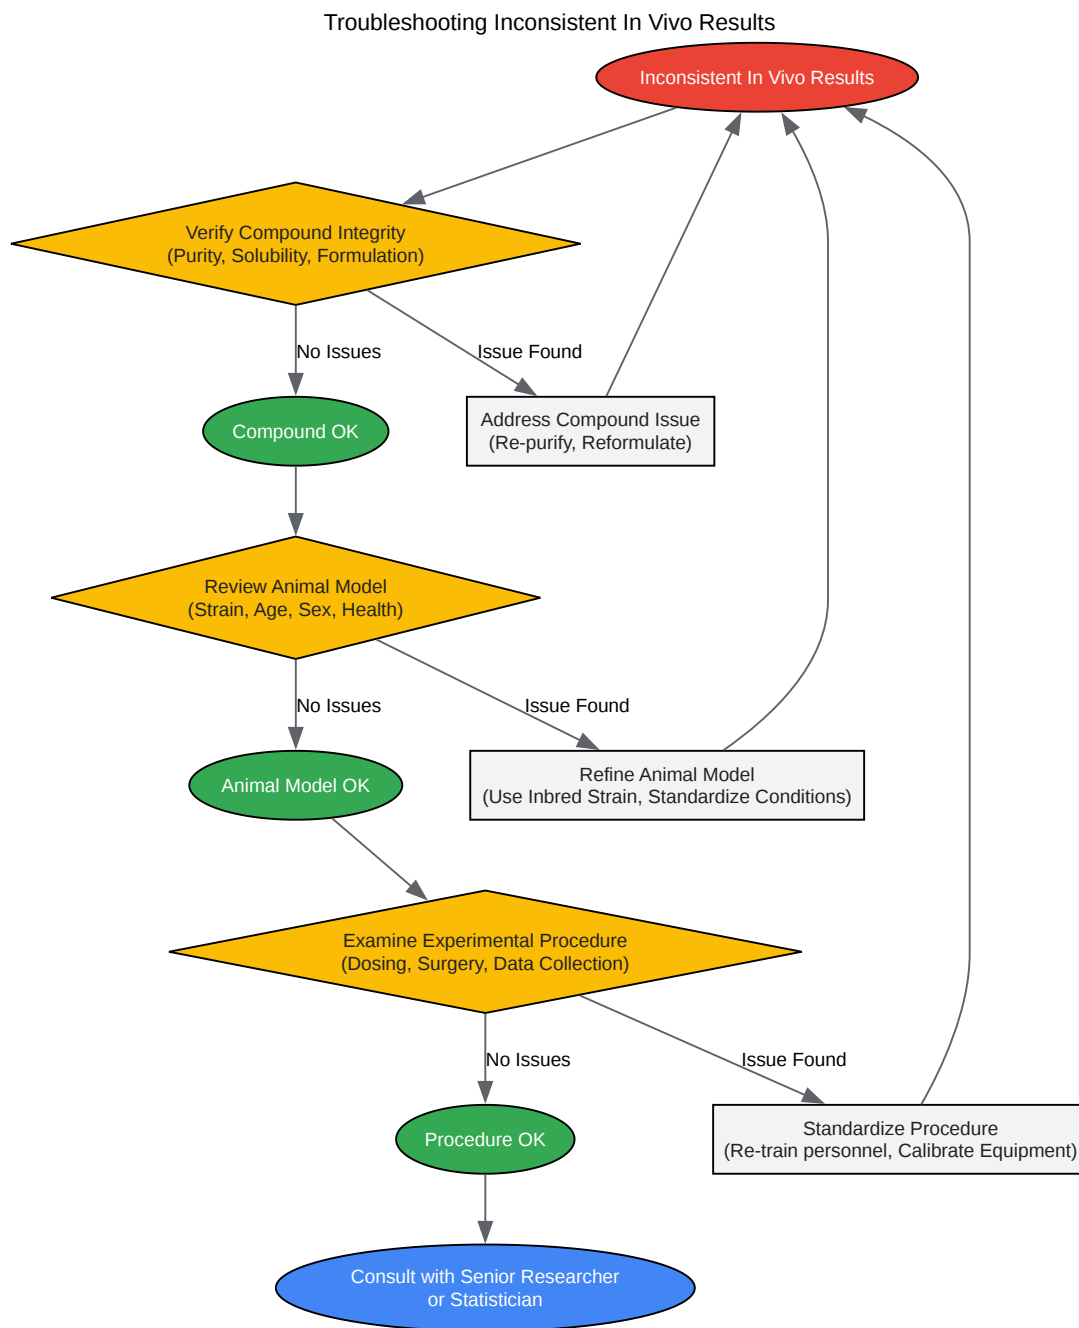 Troubleshooting Inconsistent In Vivo Results
Inconsistent In Vivo Results
Verify Compound Integrity
(Purity, Solubility, Formulation)
No Issues
Issue Found
Compound OK
Address Compound Issue
(Re-purify, Reformulate)
Review Animal Model
(Strain, Age, Sex, Health)
No Issues
Issue Found
Animal Model OK
Refine Animal Model
(Use Inbred Strain, Standardize Conditions)
Examine Experimental Procedure
(Dosing, Surgery, Data Collection)
No Issues
Issue Found
Procedure OK
Standardize Procedure
(Re-train personnel, Calibrate Equipment)
Consult with Senior Researcher
or Statistician